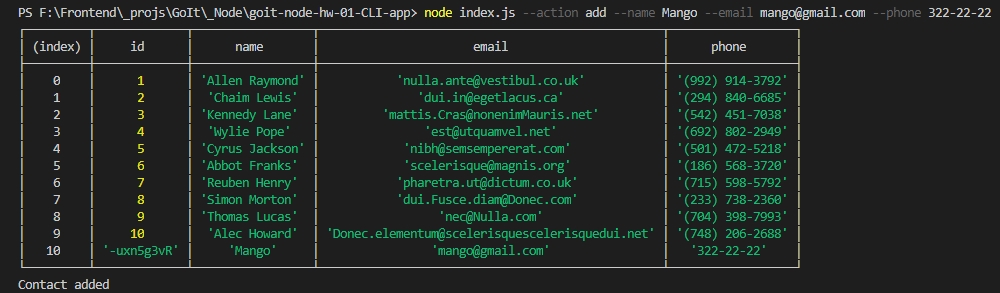 PS F:\Frontend\_projs\GoIt\_Node\goit-node-hw-01-CLI-app> node index.js --action add --name Mango --email mango@gmail.com --phone 322-22-22
(index) id name email phone
0 1 'Allen Raymond' 'nulla.ante@vestibul.co.uk' '(992) 914-3792'
1 2 'Chaim Lewis' 'dui.in@egetlacus.ca' '(294) 840-6685'
2 3 'Kennedy Lane' 'mattis.Cras@nonenimMauris.net' '(542) 451-7038'
3 4 'Wylie Pope' 'est@utquamvel.net' '(692) 802-2949'
4 5 'Cyrus Jackson' 'nibh@semsempererat.com' '(501) 472-5218'
5 6 'Abbot Franks' 'scelerisque@magnis.org' '(186) 568-3720'
6 7 'Reuben Henry' 'pharetra.ut@dictum.co.uk' '(715) 598-5792'
7 8 'Simon Morton' 'dui.Fusce.diam@Donec.com' '(233) 738-2360'
8 9 'Thomas Lucas' 'nec@Nulla.com' '(704) 398-7993'
9 10 'Alec Howard' 'Donec.elementum@scelerisquescelerisquedui.net' '(748) 206-2688'
10 '-uxn5g3vR' 'Mango' 'mango@gmail.com' '322-22-22'
Contact added